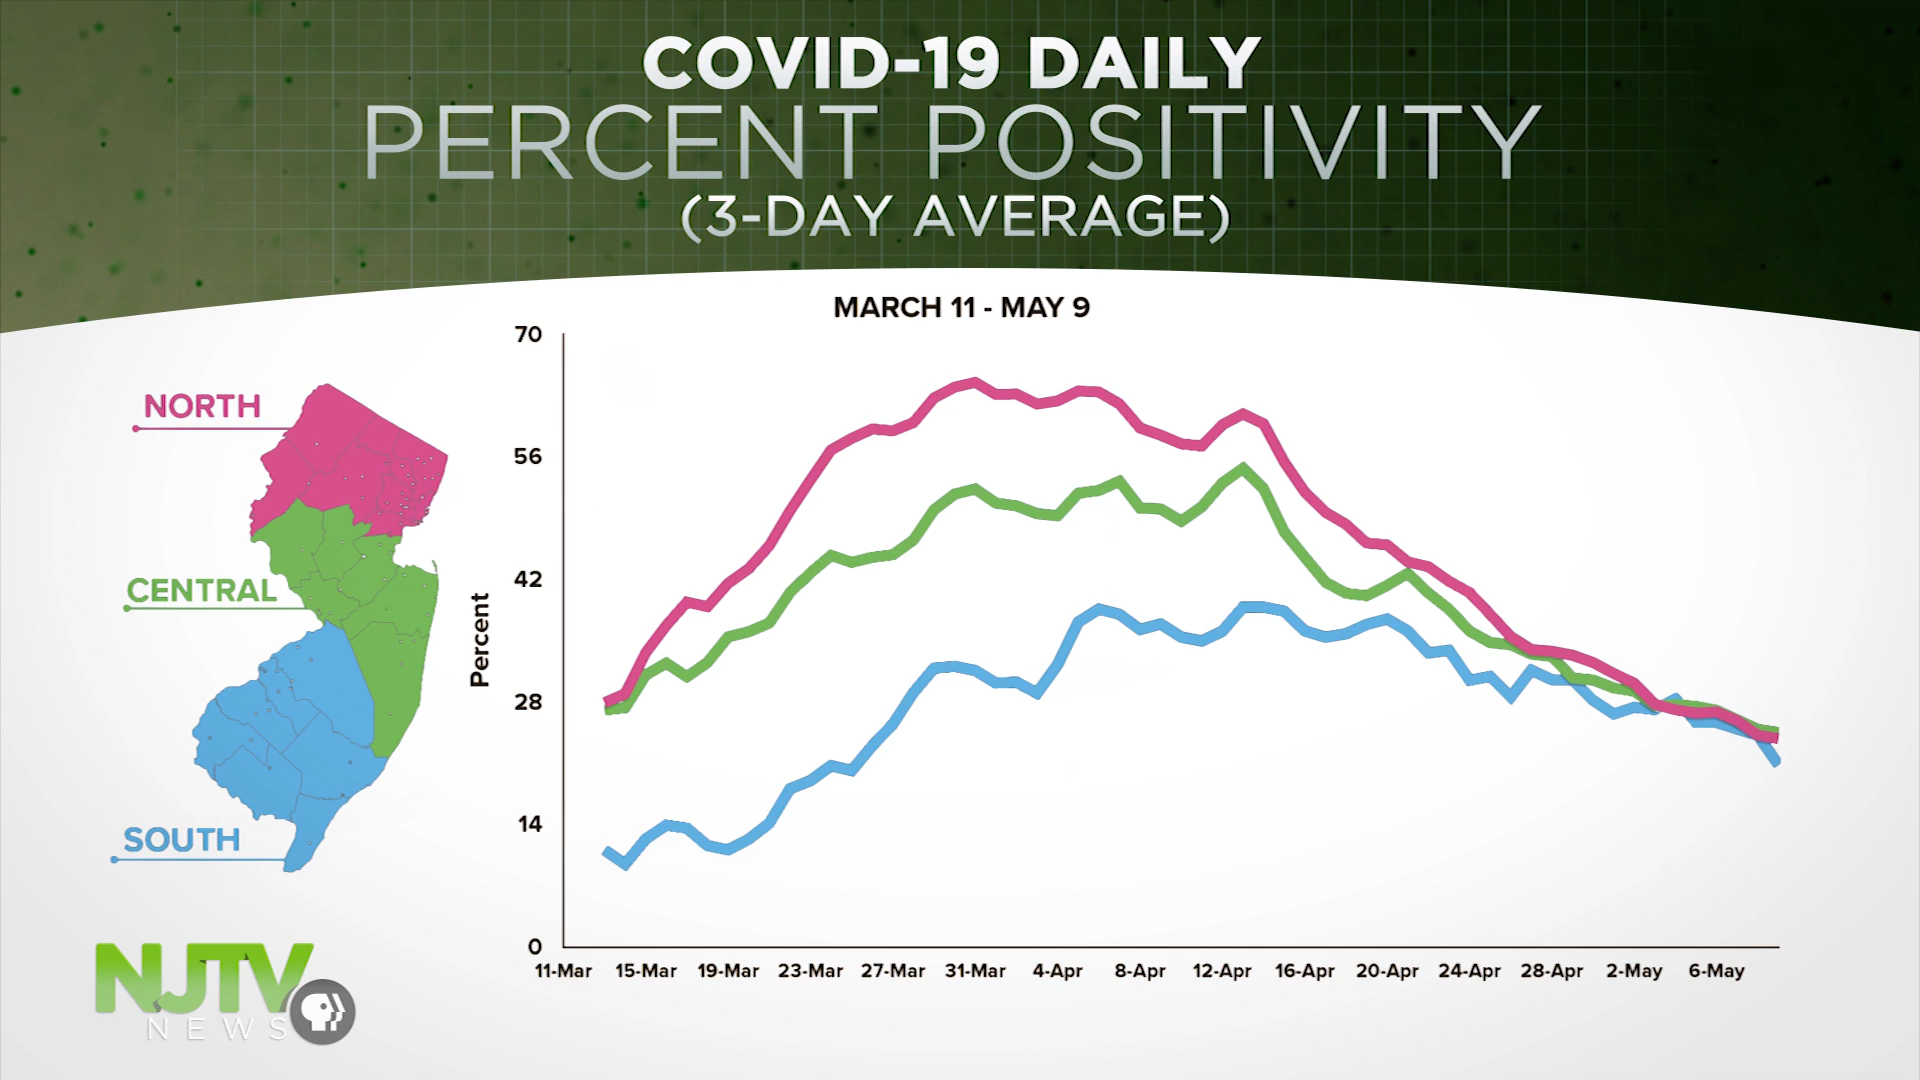 COVID-19 DAILY
PERCENT POSITIVITY
(3-DAY AVERAGE)
MARCH 11 - MAY 9
NORTH
CENTRAL
SOUTH
Percent
70
56
42
28
14
0
11-Mar 15-Mar 19-Mar 23-Mar 27-Mar 31-Mar 4-Apr 8-Apr 12-Apr 16-Apr 20-Apr 24-Apr 28-Apr 2-May 6-May
NJTV
NEWS